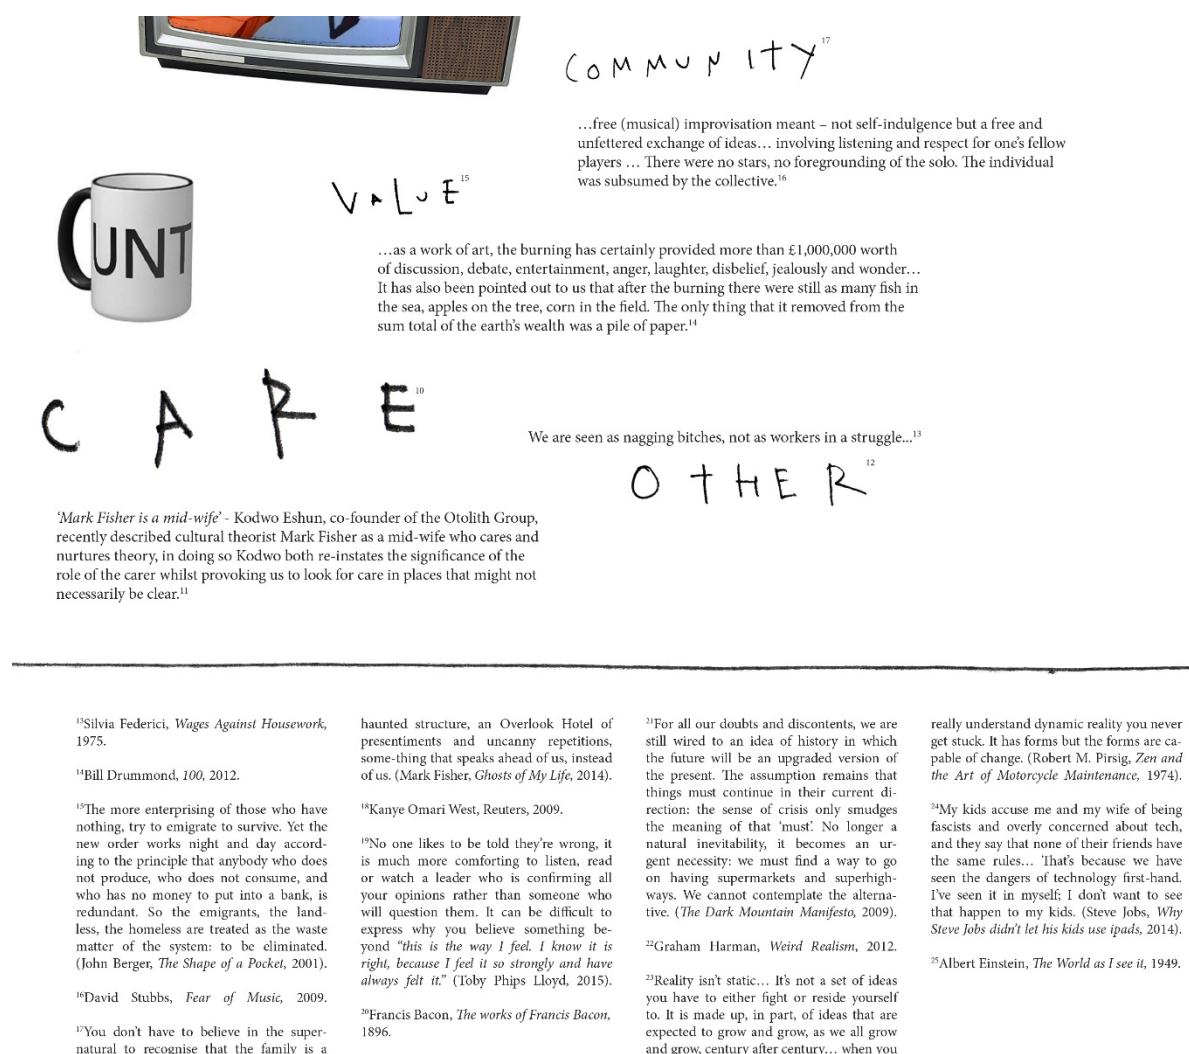 COMMUNITY17
…free (musical) improvisation meant – not self-indulgence but a free and
unfettered exchange of ideas… involving listening and respect for one's fellow
players … There were no stars, no foregrounding of the solo. The individual
was subsumed by the collective.16
VALUE15
UNT
…as a work of art, the burning has certainly provided more than £1,000,000 worth
of discussion, debate, entertainment, anger, laughter, disbelief, jealously and wonder…
It has also been pointed out to us that after the burning there were still as many fish in
the sea, apples on the tree, corn in the field. The only thing that it removed from the
sum total of the earth's wealth was a pile of paper.14
CARE10
We are seen as nagging bitches, not as workers in a struggle...13
OTHER12
'Mark Fisher is a mid-wife' - Kodwo Eshun, co-founder of the Otolith Group,
recently described cultural theorist Mark Fisher as a mid-wife who cares and
nurtures theory, in doing so Kodwo both re-instates the significance of the
role of the carer whilst provoking us to look for care in places that might not
necessarily be clear.11
13Silvia Federici, Wages Against Housework,
1975.
14Bill Drummond, 100, 2012.
15The more enterprising of those who have
nothing, try to emigrate to survive. Yet the
new order works night and day accord-
ing to the principle that anybody who does
not produce, who does not consume, and
who has no money to put into a bank, is
redundant. So the emigrants, the land-
less, the homeless are treated as the waste
matter of the system: to be eliminated.
(John Berger, The Shape of a Pocket, 2001).
16David Stubbs, Fear of Music, 2009.
17You don't have to believe in the super-
natural to recognise that the family is a
haunted structure, an Overlook Hotel of
presentiments and uncanny repetitions,
some-thing that speaks ahead of us, instead
of us. (Mark Fisher, Ghosts of My Life, 2014).
18Kanye Omari West, Reuters, 2009.
19No one likes to be told they're wrong, it
is much more comforting to listen, read
or watch a leader who is confirming all
your opinions rather than someone who
will question them. It can be difficult to
express why you believe something be-
yond "this is the way I feel. I know it is
right, because I feel it so strongly and have
always felt it." (Toby Phips Lloyd, 2015).
20Francis Bacon, The works of Francis Bacon,
1896.
21For all our doubts and discontents, we are
still wired to an idea of history in which
the future will be an upgraded version of
the present. The assumption remains that
things must continue in their current di-
rection: the sense of crisis only smudges
the meaning of that 'must'. No longer a
natural inevitability, it becomes an ur-
gent necessity: we must find a way to go
on having supermarkets and superhigh-
ways. We cannot contemplate the alterna-
tive. (The Dark Mountain Manifesto, 2009).
22Graham Harman, Weird Realism, 2012.
23Reality isn't static… It's not a set of ideas
you have to either fight or reside yourself
to. It is made up, in part, of ideas that are
expected to grow and grow, as we all grow
and grow, century after century… when you
really understand dynamic reality you never
get stuck. It has forms but the forms are ca-
pable of change. (Robert M. Pirsig, Zen and
the Art of Motorcycle Maintenance, 1974).
24My kids accuse me and my wife of being
fascists and overly concerned about tech,
and they say that none of their friends have
the same rules… That's because we have
seen the dangers of technology first-hand.
I've seen it in myself; I don't want to see
that happen to my kids. (Steve Jobs, Why
Steve Jobs didn't let his kids use ipads, 2014).
25Albert Einstein, The World as I see it, 1949.